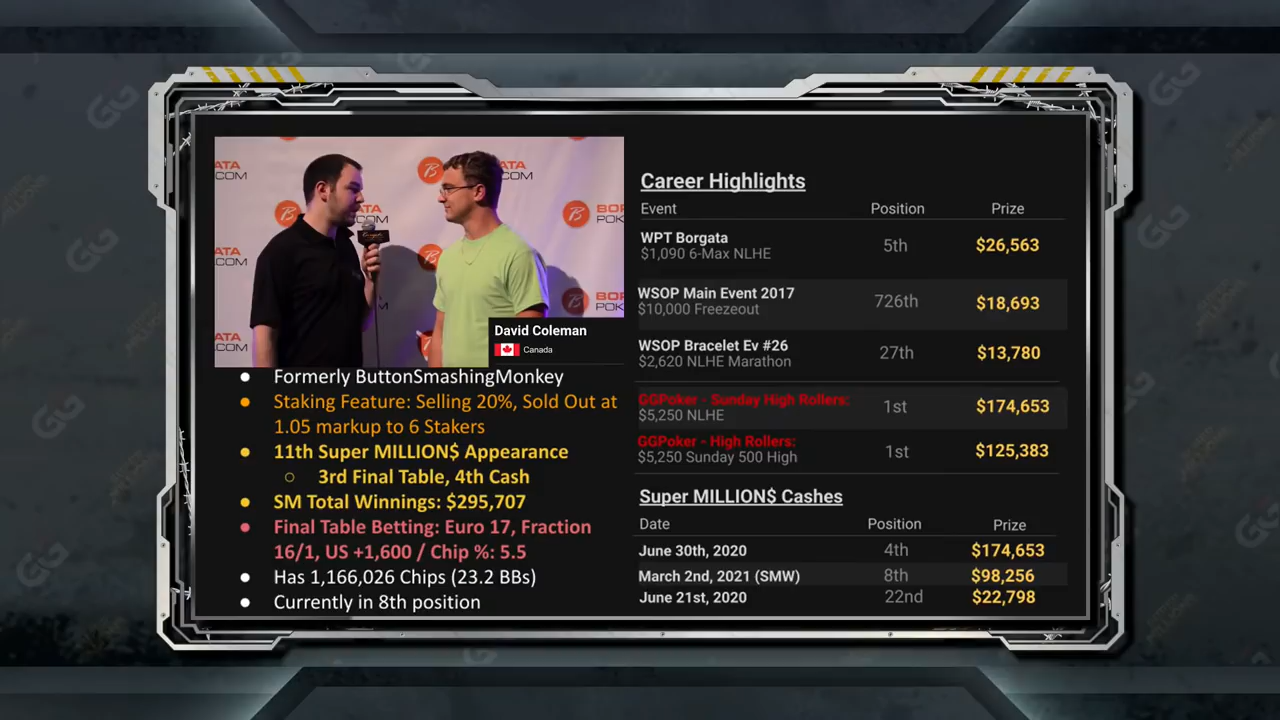 David Coleman
Canada
Formerly ButtonSmashingMonkey
Staking Feature: Selling 20%, Sold Out at
1.05 markup to 6 Stakers
11th Super MILLION$ Appearance
3rd Final Table, 4th Cash
SM Total Winnings: $295,707
Final Table Betting: Euro 17, Fraction
16/1, US +1,600 / Chip %: 5.5
Has 1,166,026 Chips (23.2 BBs)
Currently in 8th position
Career Highlights
Event Position Prize
WPT Borgata
$1,090 6-Max NLHE
5th $26,563
WSOP Main Event 2017
$10,000 Freezeout
726th $18,693
WSOP Bracelet Ev #26
$2,620 NLHE Marathon
27th $13,780
GGPoker - Sunday High Rollers:
$5,250 NLHE
1st $174,653
GGPoker - High Rollers:
$5,250 Sunday 500 High
1st $125,383
Super MILLION$ Cashes
Date Position Prize
June 30th, 2020 4th $174,653
March 2nd, 2021 (SMW) 8th $98,256
June 21st, 2020 22nd $22,798